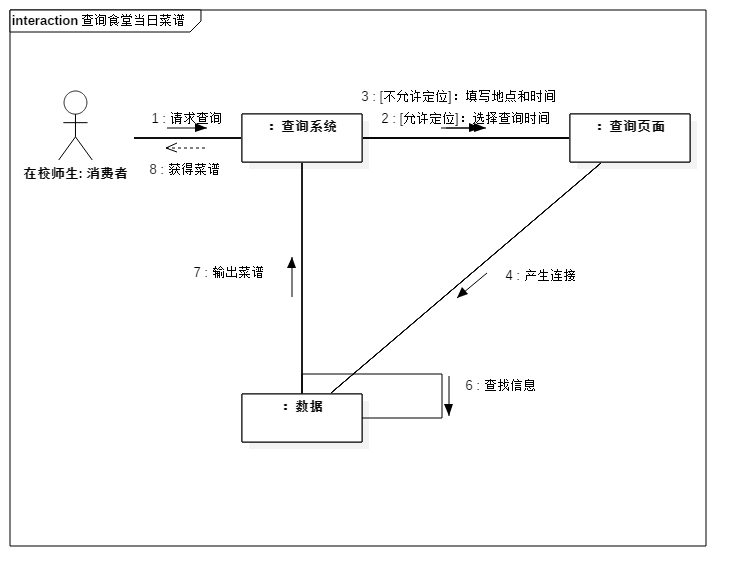 interaction 查询食堂当日菜谱
3 : [不允许定位]：填写地点和时间
1 : 请求查询
2 : [允许定位]：选择查询时间
：查询系统
：查询页面
8 : 获得菜谱
在校师生: 消费者
7 : 输出菜谱
4 : 产生连接
6 : 查找信息
：数据